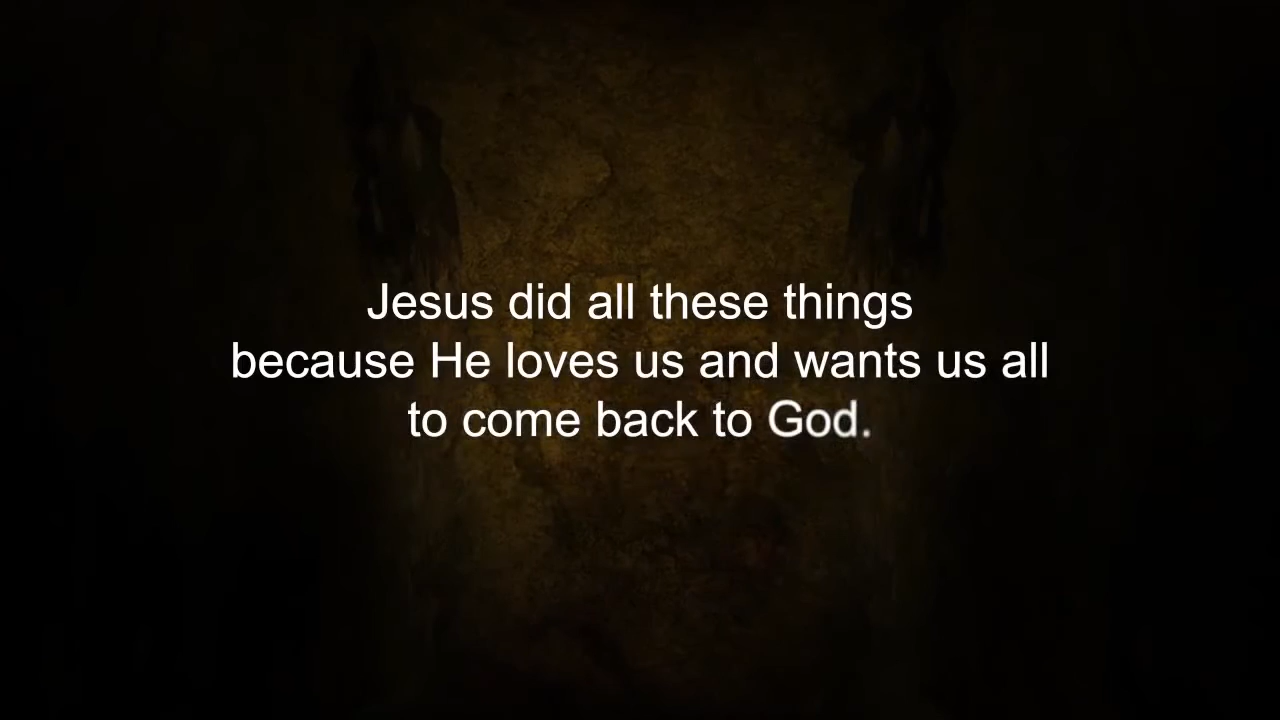 Jesus did all these things
because He loves us and wants us all
to come back to God.